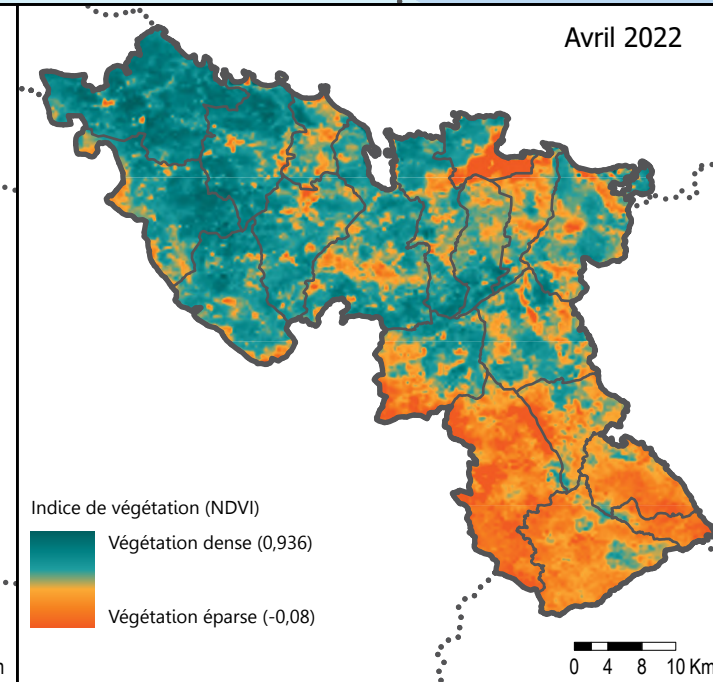 Avril 2022
Indice de végétation (NDVI)
Végétation dense (0,936)
Végétation éparse (-0,08)
0 4 8 10 Km